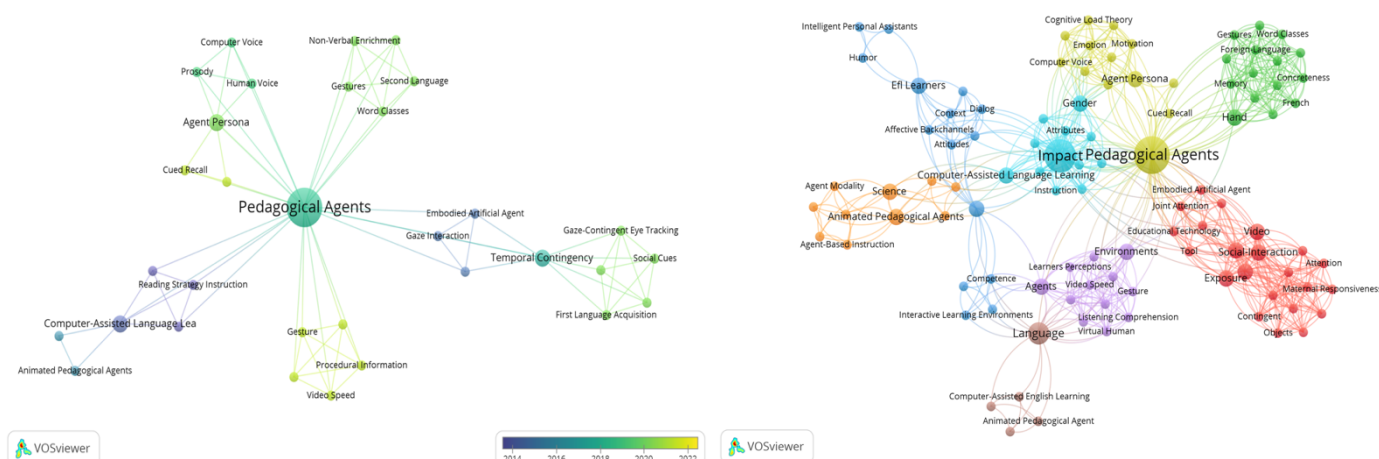 Computer Voice
Non-Verbal Enrichment
Prosody
Human Voice
Gestures
Second Language
Word Classes
Agent Persona
Cued Recall
Pedagogical Agents
Embodied Artificial Agent
Gaze Interaction
Gaze-Contingent Eye Tracking
Temporal Contingency
Social Cues
First Language Acquisition
Reading Strategy Instruction
Computer-Assisted Language Lea
Animated Pedagogical Agents
Gesture
Procedural Information
Video Speed
VOSviewer
2014 2016 2018 2020 2022
Intelligent Personal Assistants
Humor
Efl Learners
Context
Dialog
Affective Backchannels
Attitudes
Cognitive Load Theory
Emotion
Motivation
Computer Voice
Agent Persona
Gender
Cued Recall
Attributes
Impact
Pedagogical Agents
Computer-Assisted Language Learning
Instruction
Gestures
Word Classes
Foreign-Language
Memory
Concreteness
French
Hand
Agent Modality
Science
Animated Pedagogical Agents
Agent-Based Instruction
Embodied Artificial Agent
Joint Attention
Educational Technology
Video
Tool
Social-Interaction
Attention
Exposure
Maternal Responsiveness
Contingent
Objects
Environments
Learners Perceptions
Competence
Agents
Video Speed
Gesture
Interactive Learning Environments
Listening Comprehension
Virtual Human
Language
Computer-Assisted English Learning
Animated Pedagogical Agent
VOSviewer